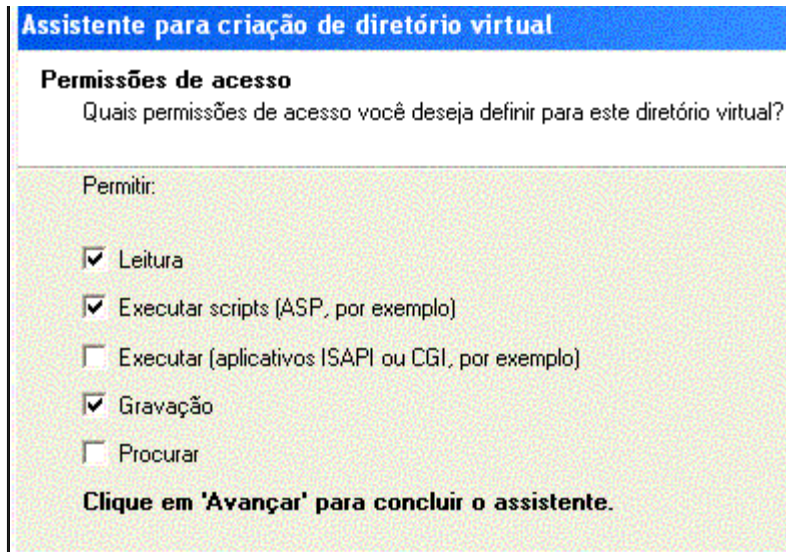 Assistente para criação de diretório virtual
Permissões de acesso
Quais permissões de acesso você deseja definir para este diretório virtual?
Permitir:
Leitura
Executar scripts (ASP, por exemplo)
Executar (aplicativos ISAPI ou CGI, por exemplo)
Gravação
Procurar
Clique em 'Avançar' para concluir o assistente.